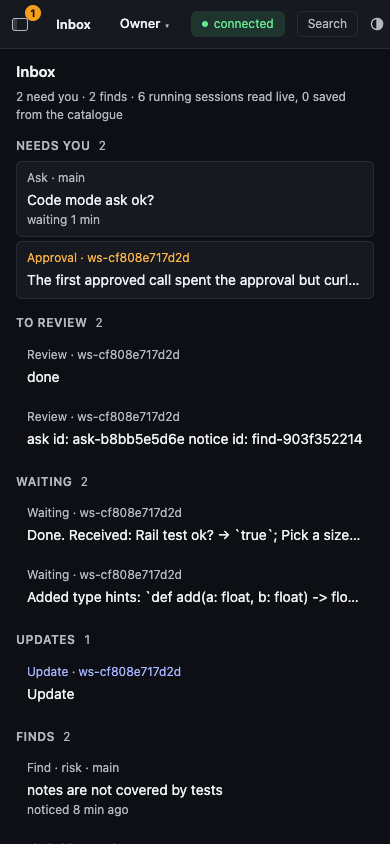 1
Inbox
Owner
connected
Search
Inbox
2 need you · 2 finds · 6 running sessions read live, 0 saved
from the catalogue
NEEDS YOU 2
Ask · main
Code mode ask ok?
waiting 1 min
Approval · ws-cf808e717d2d
The first approved call spent the approval but curl...
TO REVIEW 2
Review · ws-cf808e717d2d
done
Review · ws-cf808e717d2d
ask id: ask-b8bb5e5d6e notice id: find-903f352214
WAITING 2
Waiting · ws-cf808e717d2d
Done. Received: Rail test ok? → `true`; Pick a size...
Waiting · ws-cf808e717d2d
Added type hints: `def add(a: float, b: float) -> flo...
UPDATES 1
Update · ws-cf808e717d2d
Update
FINDS 2
Find · risk · main
notes are not covered by tests
noticed 8 min ago